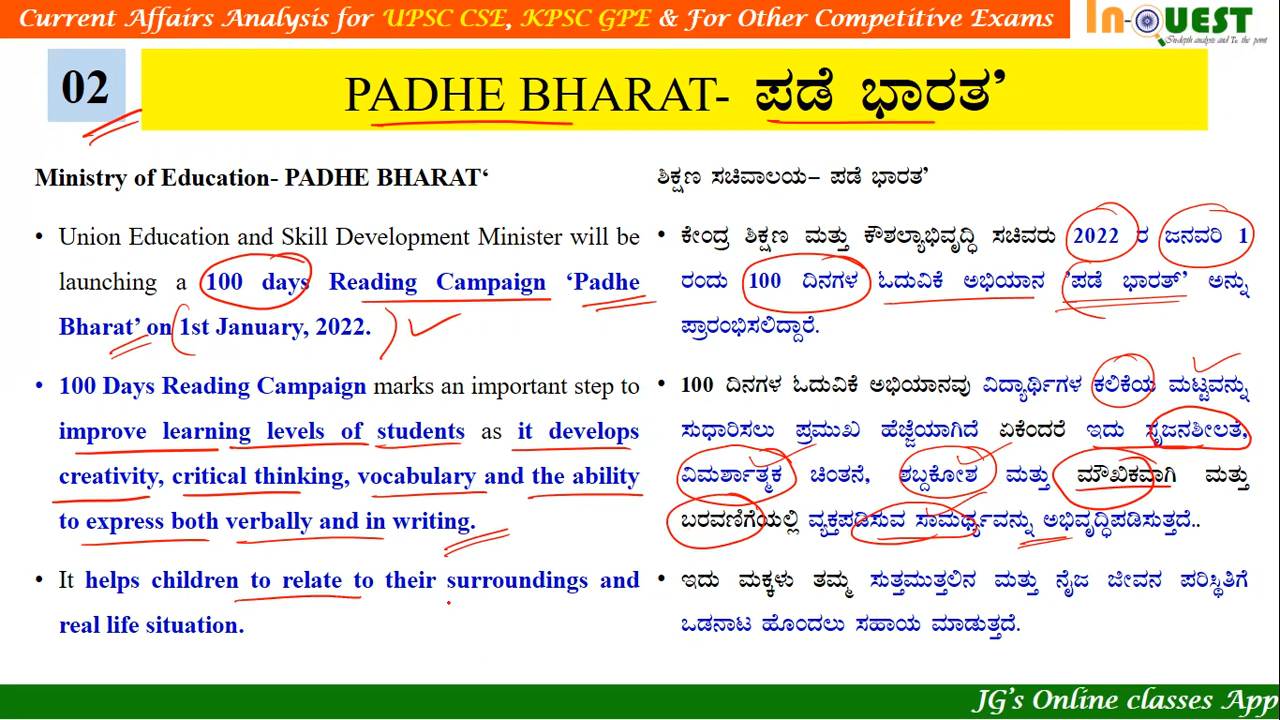 Current Affairs Analysis for UPSC CSE, KPSC GPE & For Other Competitive Exams
In-QUEST
In-depth analysis and To the point
02
PADHE BHARAT- ಪಡೆ ಭಾರತ’
Ministry of Education- PADHE BHARAT‘
• Union Education and Skill Development Minister will be
launching a 100 days Reading Campaign ‘Padhe
Bharat’ on 1st January, 2022.
• 100 Days Reading Campaign marks an important step to
improve learning levels of students as it develops
creativity, critical thinking, vocabulary and the ability
to express both verbally and in writing.
• It helps children to relate to their surroundings and
real life situation.
ಶಿಕ್ಷಣ ಸಚಿವಾಲಯ– ಪಡೆ ಭಾರತ’
• ಕೇಂದ್ರ ಶಿಕ್ಷಣ ಮತ್ತು ಕೌಶಲ್ಯಾಭಿವೃದ್ಧಿ ಸಚಿವರು 2022 ರ ಜನವರಿ 1
ರಂದು 100 ದಿನಗಳ ಓದುವಿಕೆ ಅಭಿಯಾನ ‘ಪಡೆ ಭಾರತ್’ ಅನ್ನು
ಪ್ರಾರಂಭಿಸಲಿದ್ದಾರೆ.
• 100 ದಿನಗಳ ಓದುವಿಕೆ ಅಭಿಯಾನವು ವಿದ್ಯಾರ್ಥಿಗಳ ಕಲಿಕೆಯ ಮಟ್ಟವನ್ನು
ಸುಧಾರಿಸಲು ಪ್ರಮುಖ ಹೆಜ್ಜೆಯಾಗಿದೆ ಏಕೆಂದರೆ ಇದು ಸೃಜನಶೀಲತೆ,
ವಿಮರ್ಶಾತ್ಮಕ ಚಿಂತನೆ, ಶಬ್ದಕೋಶ ಮತ್ತು ಮೌಖಿಕವಾಗಿ ಮತ್ತು
ಬರವಣಿಗೆಯಲ್ಲಿ ವ್ಯಕ್ತಪಡಿಸುವ ಸಾಮರ್ಥ್ಯವನ್ನು ಅಭಿವೃದ್ಧಿಪಡಿಸುತ್ತದೆ..
• ಇದು ಮಕ್ಕಳು ತಮ್ಮ ಸುತ್ತಮುತ್ತಲಿನ ಮತ್ತು ನೈಜ ಜೀವನ ಪರಿಸ್ಥಿತಿಗೆ
ಒಡನಾಟ ಹೊಂದಲು ಸಹಾಯ ಮಾಡುತ್ತದೆ.
JG’s Online classes App